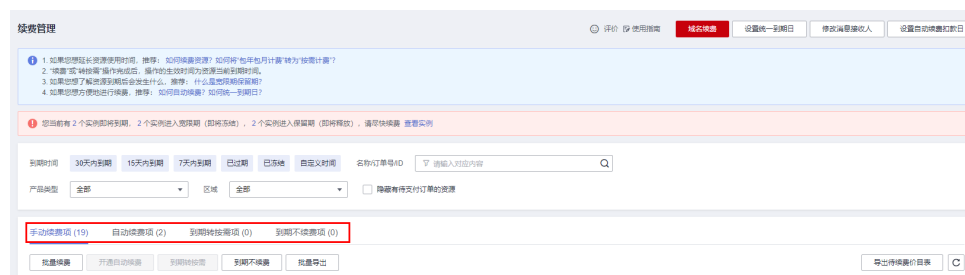 续费管理
评价 使用指南 域名续费 设置统一到期日 修改消息接收人 设置自动续费扣款日
1. 如果您想延长资源使用时间，推荐： 如何续费资源? 如何将“包年包月计费”转为“按需计费”?
2. “续费”或“转按需”操作完成后，操作的生效时间为资源当前到期时间。
3. 如果您想了解资源到期后会发生什么，推荐： 什么是宽限期保留期?
4. 如果您想方便地进行续费，推荐： 如何自动续费? 如何统一到期日?
您当前有 2 个实例即将到期， 2 个实例进入宽限期（即将冻结）， 2 个实例进入保留期（即将释放）， 请尽快续费 查看实例
到期时间 30天内到期 15天内到期 7天内到期 已过期 已冻结 自定义时间 名称/订单号/ID 请输入对应内容
产品类型 全部 区域 全部 隐藏有待支付订单的资源
手动续费项 (19) 自动续费项 (2) 到期转按需项 (0) 到期不续费项 (0)
批量续费 开通自动续费 到期转按需 到期不续费 批量导出 导出待续费价目表